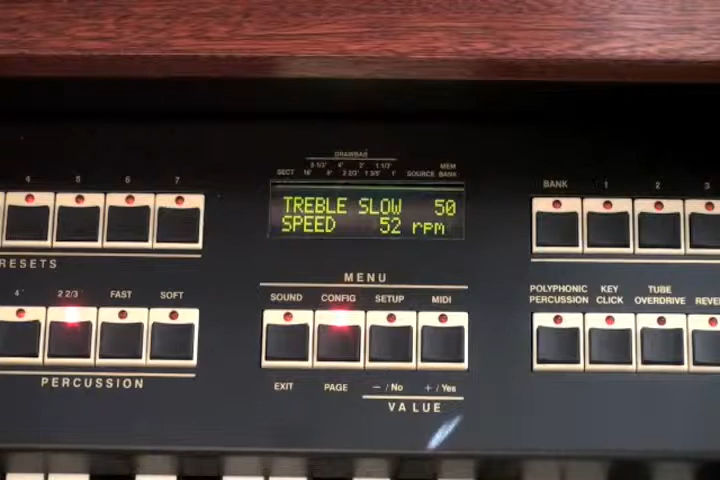 DRAWBAR
5 1/3' 4' 2' 1 1/3'
SECT 16' 8' 2 2/3' 1 3/5' 1' SOURCE MEM BANK
TREBLE SLOW 50
SPEED 52 rpm
4 5 6 7
RESETS
4' 2 2/3' FAST SOFT
PERCUSSION
MENU
SOUND CONFIG SETUP MIDI
EXIT PAGE - / No + / Yes
VALUE
BANK 1 2 3
POLYPHONIC PERCUSSION
KEY CLICK
TUBE OVERDRIVE
REVE